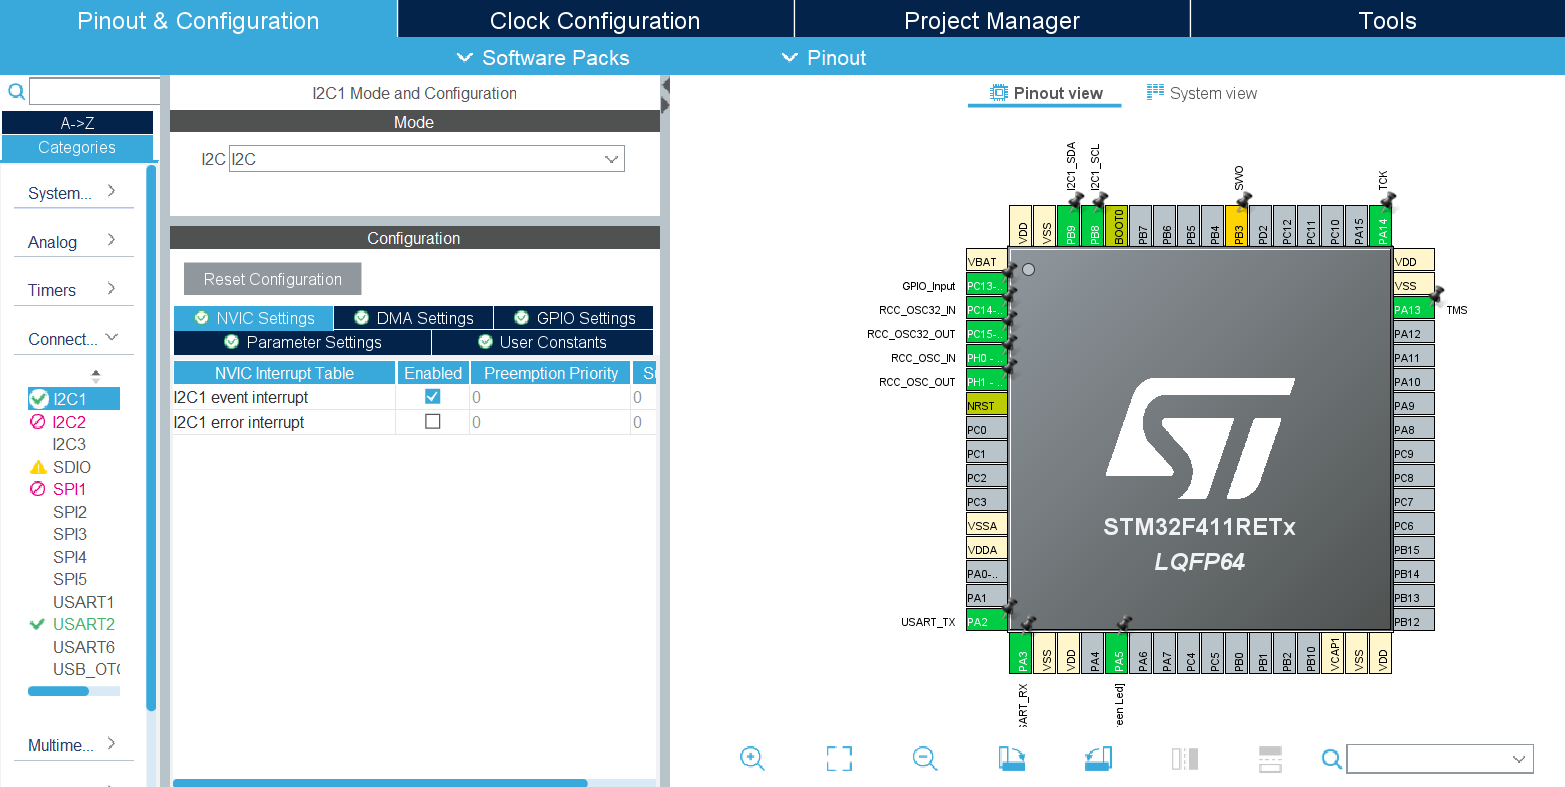 Pinout & Configuration
Clock Configuration
Project Manager
Tools
Software Packs
Pinout
A->Z
Categories
System...
Analog
Timers
Connect...
I2C1
I2C2
I2C3
SDIO
SPI1
SPI2
SPI3
SPI4
SPI5
USART1
USART2
USART6
USB_OTG
Multime...
I2C1 Mode and Configuration
Mode
I2C I2C
Configuration
Reset Configuration
NVIC Settings
DMA Settings
GPIO Settings
Parameter Settings
User Constants
NVIC Interrupt Table Enabled Preemption Priority
I2C1 event interrupt 0 0
I2C1 error interrupt 0 0
Pinout view
System view
I2C1_SDA
I2C1_SCL
SWO
TCK
VDD
VSS
PB9
PB8
BOOT0
PB7
PB6
PB5
PB4
PB3
PD2
PC12
PC11
PC10
PA15
PA14
VBAT
GPIO_Input PC13-..
RCC_OSC32_IN PC14-..
RCC_OSC32_OUT PC15-..
RCC_OSC_IN PH0 -..
RCC_OSC_OUT PH1 -..
NRST
PC0
PC1
PC2
PC3
VSSA
VDDA
PA0-..
PA1
USART_TX PA2
STM32F411RETx
LQFP64
VDD
VSS
PA13 TMS
PA12
PA11
PA10
PA9
PA8
PC9
PC8
PC7
PC6
PB15
PB14
PB13
PB12
PA3
VSS
VDD
PA4
PA5
PA6
PA7
PC4
PC5
PB0
PB1
PB2
PB10
VCAP1
VSS
VDD
SART_RX
reen Led]